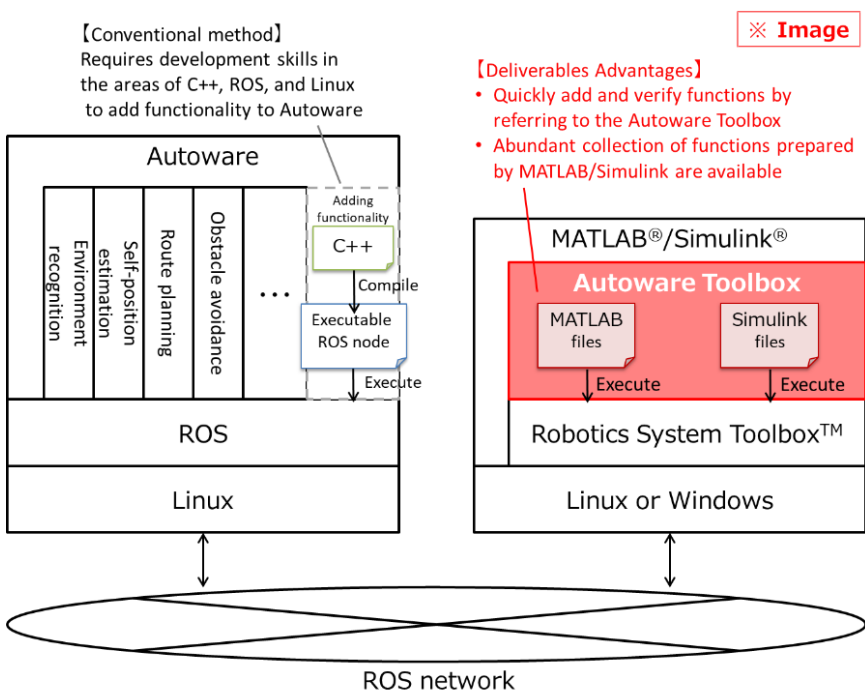 ※ Image
【Conventional method】
Requires development skills in
the areas of C++, ROS, and Linux
to add functionality to Autoware
【Deliverables Advantages】
• Quickly add and verify functions by
referring to the Autoware Toolbox
• Abundant collection of functions prepared
by MATLAB/Simulink are available
Autoware
Environment
recognition
Self-position
estimation
Route planning
Obstacle avoidance
...
Adding
functionality
C++
Compile
Executable
ROS node
Execute
ROS
Linux
MATLAB®/Simulink®
Autoware Toolbox
MATLAB
files
Simulink
files
Execute
Execute
Robotics System Toolbox™
Linux or Windows
ROS network